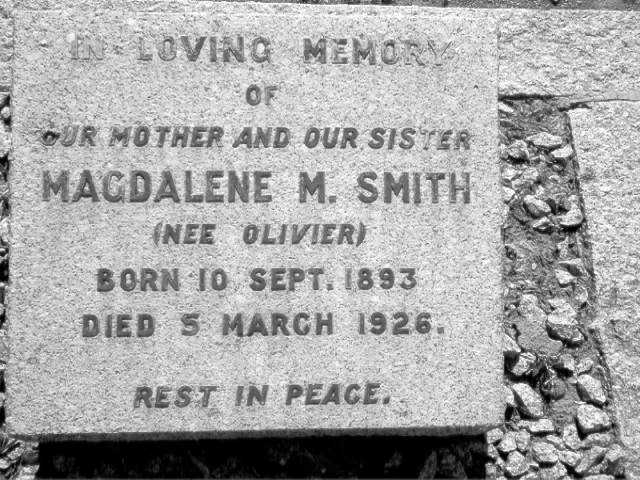 IN LOVING MEMORY
OF
OUR MOTHER AND OUR SISTER
MAGDALENE M. SMITH
(NEE OLIVIER)
BORN 10 SEPT. 1893
DIED 5 MARCH 1926.
REST IN PEACE.